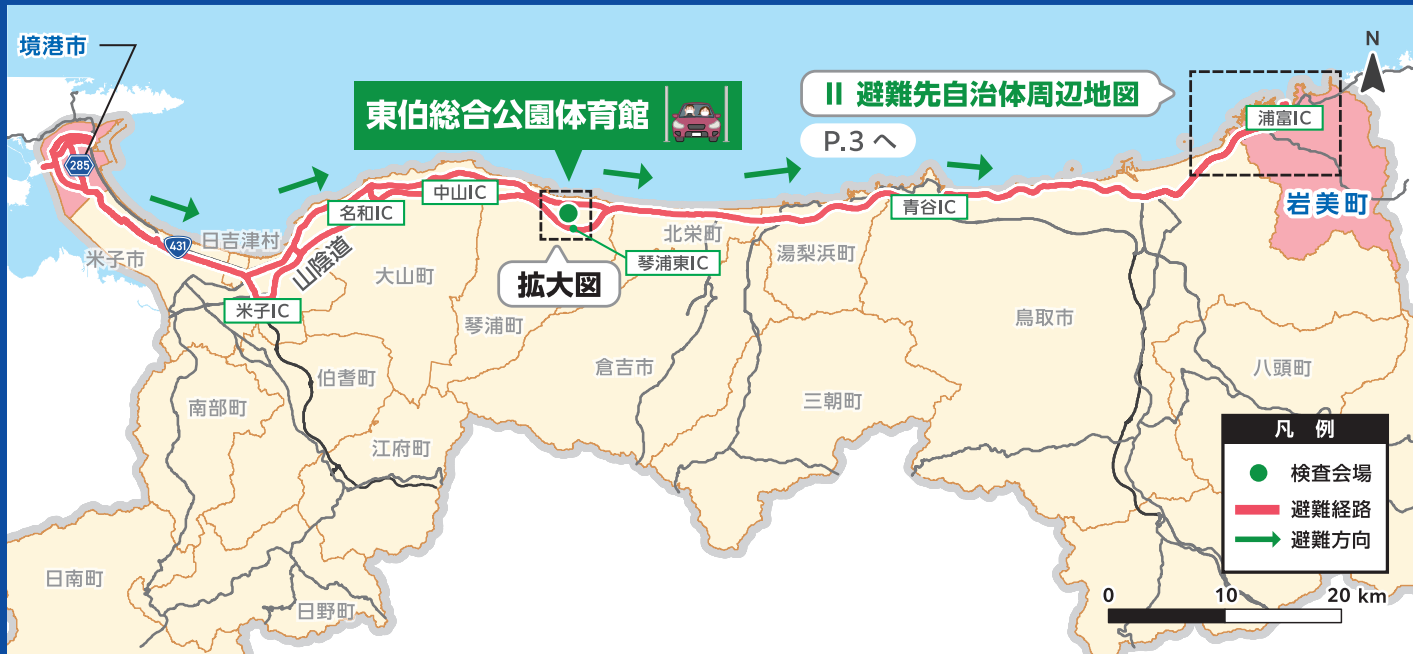 境港市
N
東伯総合公園体育館
II 避難先自治体周辺地図
P.3 へ
浦富IC
285
岩美町
中山IC
名和IC
青谷IC
北栄町
日吉津村
431
米子市
山陰道
大山町
琴浦東IC
湯梨浜町
拡大図
米子IC
琴浦町
鳥取市
倉吉市
八頭町
伯耆町
南部町
三朝町
江府町
凡 例
検査会場
避難経路
避難方向
日南町
日野町
0 10 20 km